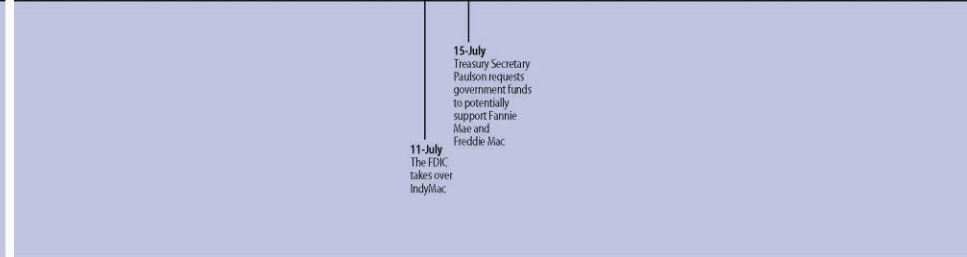 15-July
Treasury Secretary
Paulson requests
government funds
to potentially
support Fannie
Mae and
Freddie Mac
11-July
The FDIC
takes over
IndyMac